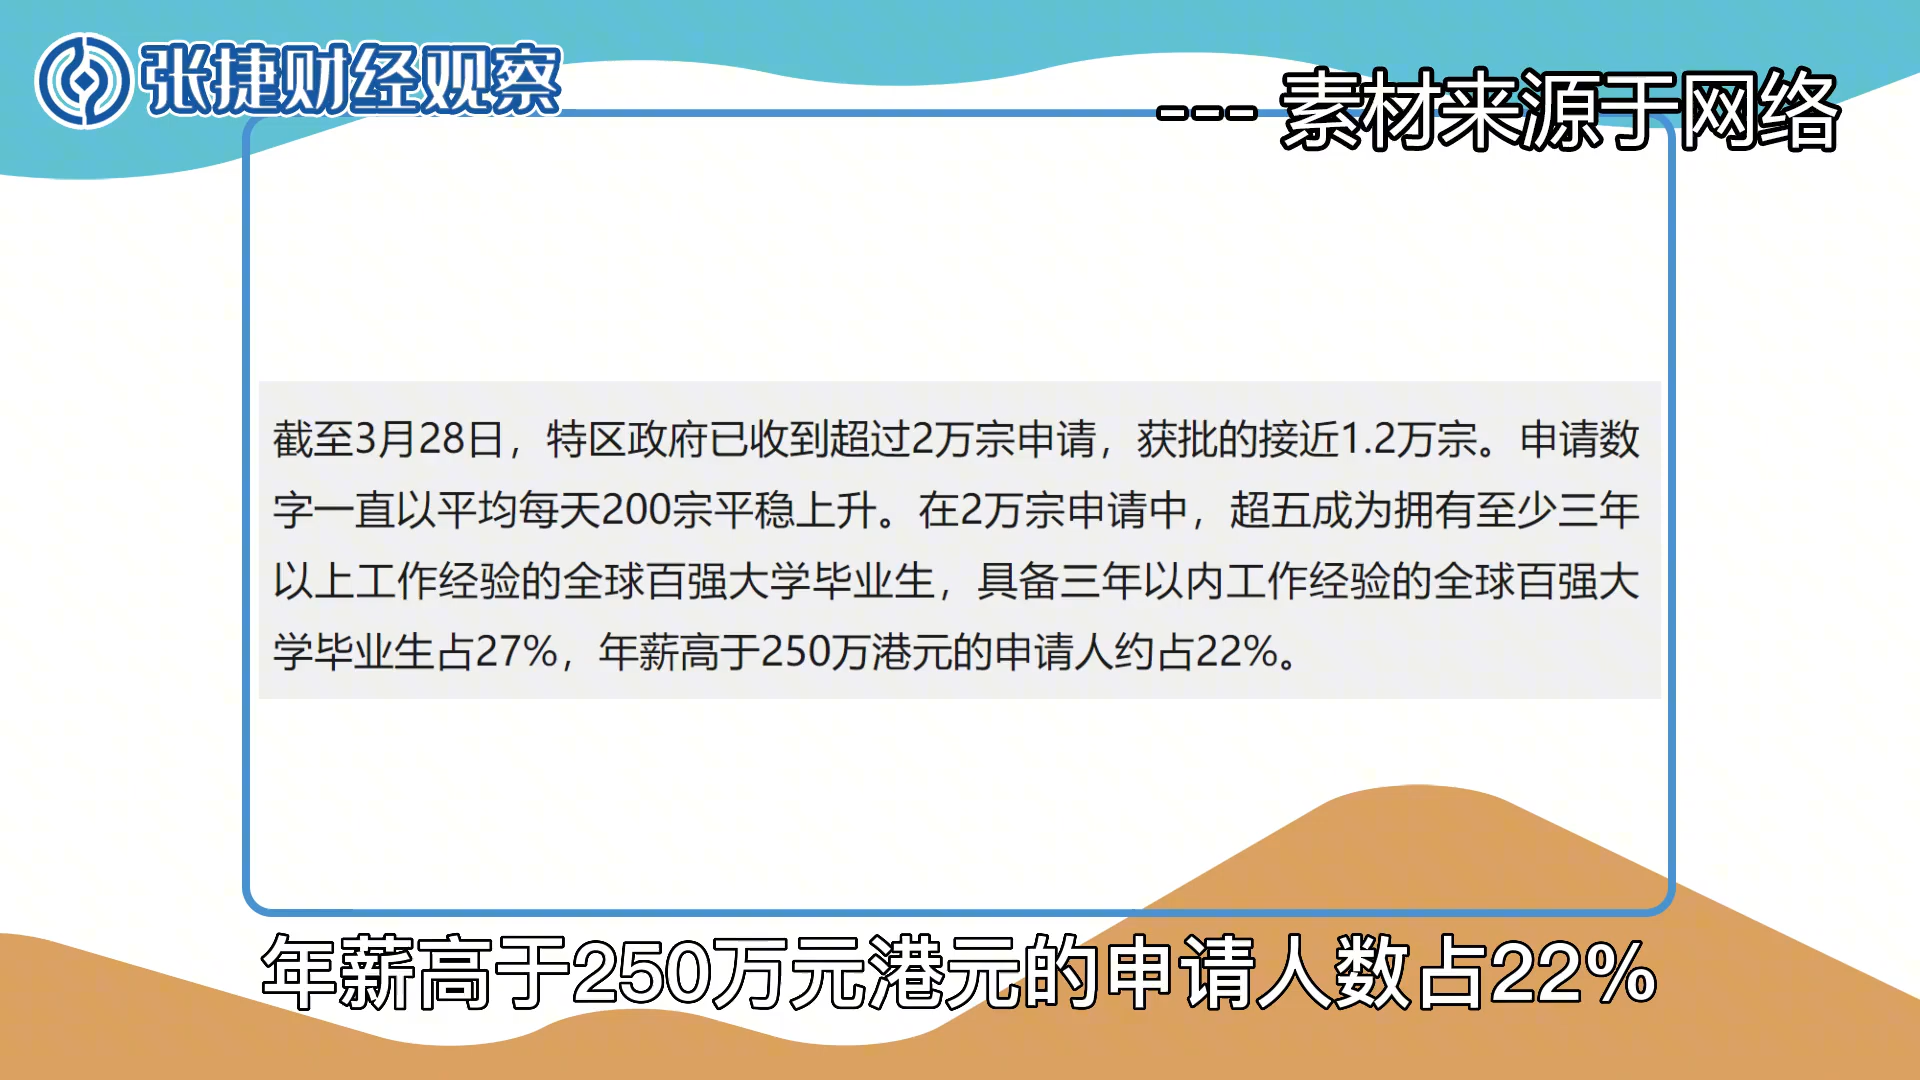 张捷财经观察
--- 素材来源于网络
截至3月28日，特区政府已收到超过2万宗申请，获批的接近1.2万宗。申请数
字一直以平均每天200宗平稳上升。在2万宗申请中，超五成为拥有至少三年
以上工作经验的全球百强大学毕业生，具备三年以内工作经验的全球百强大
学毕业生占27%，年薪高于250万港元的申请人约占22%。
年薪高于250万元港元的申请人数占22%